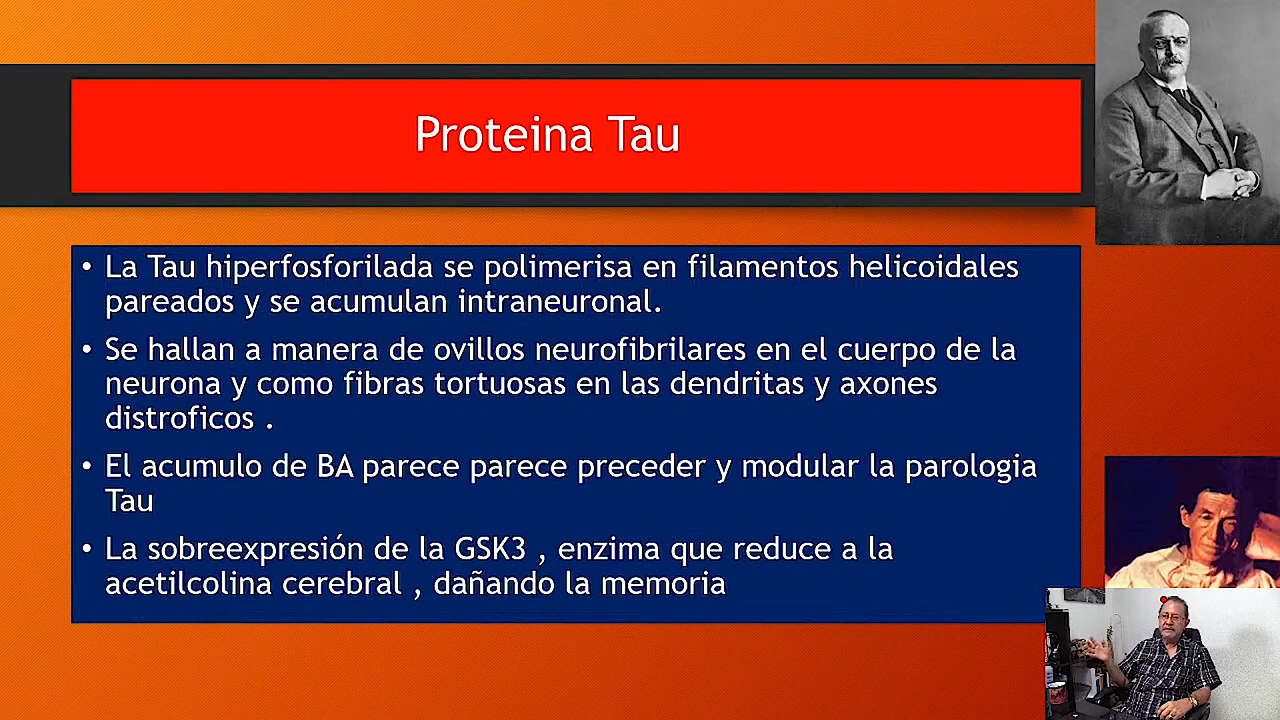 Proteina Tau
• La Tau hiperfosforilada se polimerisa en filamentos helicoidales
pareados y se acumulan intraneuronal.
• Se hallan a manera de ovillos neurofibrilares en el cuerpo de la
neurona y como fibras tortuosas en las dendritas y axones
distroficos .
• El acumulo de BA parece parece preceder y modular la parologia
Tau
• La sobreexpresión de la GSK3 , enzima que reduce a la
acetilcolina cerebral , dañando la memoria